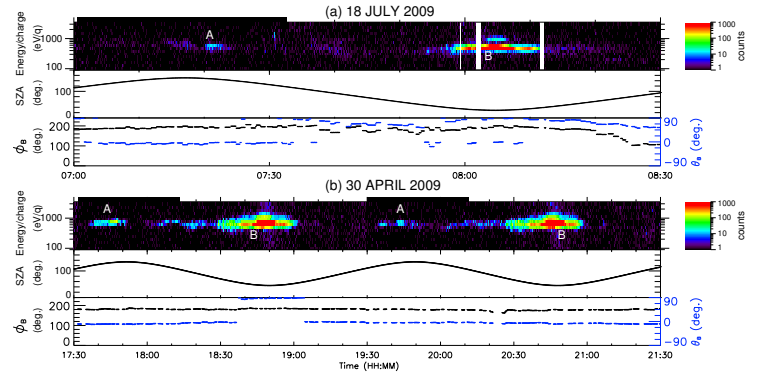 (a) 18 JULY 2009
Energy/charge
(eV/q)
1000
100
A
B
1000
100
10
1
counts
SZA
(deg.)
100
0
ϕB
(deg.)
200
100
0
90
0
−90
θB (deg.)
07:00
07:30
08:00
08:30
(b) 30 APRIL 2009
Energy/charge
(eV/q)
1000
100
A
B
A
B
1000
100
10
1
counts
SZA
(deg.)
100
0
ϕB
(deg.)
200
100
0
90
0
−90
θB (deg.)
17:30
18:00
18:30
19:00
19:30
20:00
20:30
21:00
21:30
Time (HH:MM)